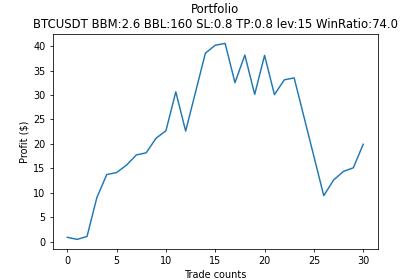 Portfolio
BTCUSDT BBM:2.6 BBL:160 SL:0.8 TP:0.8 lev:15 WinRatio:74.0
40
35
30
25
20
15
10
5
0
Profit ($)
0 5 10 15 20 25 30
Trade counts